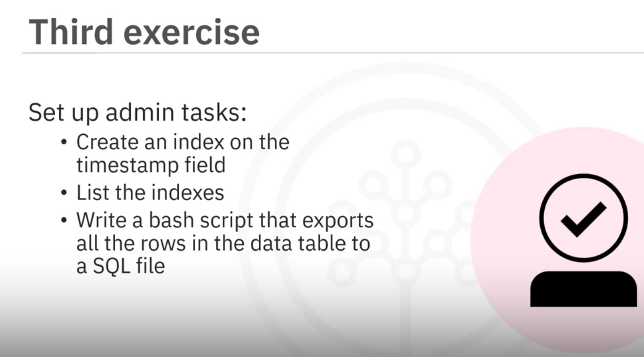 Third exercise
Set up admin tasks:
• Create an index on the
timestamp field
• List the indexes
• Write a bash script that exports
all the rows in the data table to
a SQL file